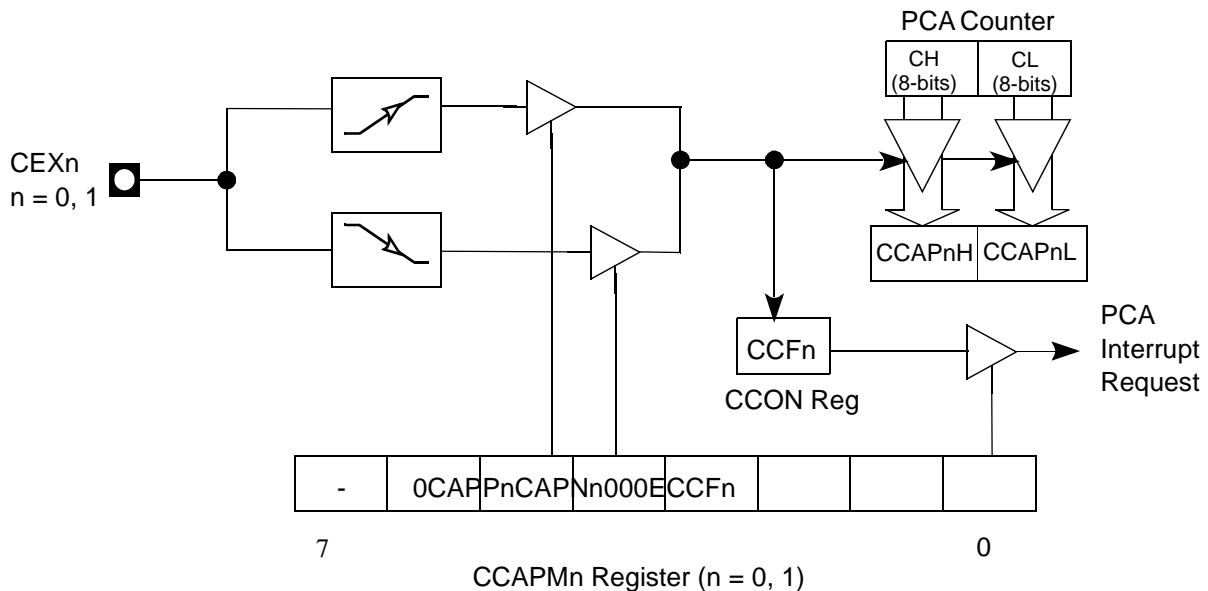 PCA Counter
CH
(8-bits)
CL
(8-bits)
CEXn
n = 0, 1
CCAPnH
CCAPnL
CCFn
CCON Reg
PCA
Interrupt
Request
-
0CAPPnCAPNn000ECCFn
7
0
CCAPMn Register (n = 0, 1)